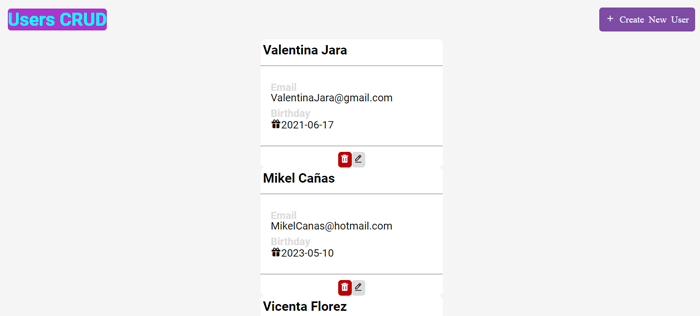 Users CRUD
+ Create New User
Valentina Jara
Email
ValentinaJara@gmail.com
Birthday
2021-06-17
Mikel Cañas
Email
MikelCanas@hotmail.com
Birthday
2023-05-10
Vicenta Florez